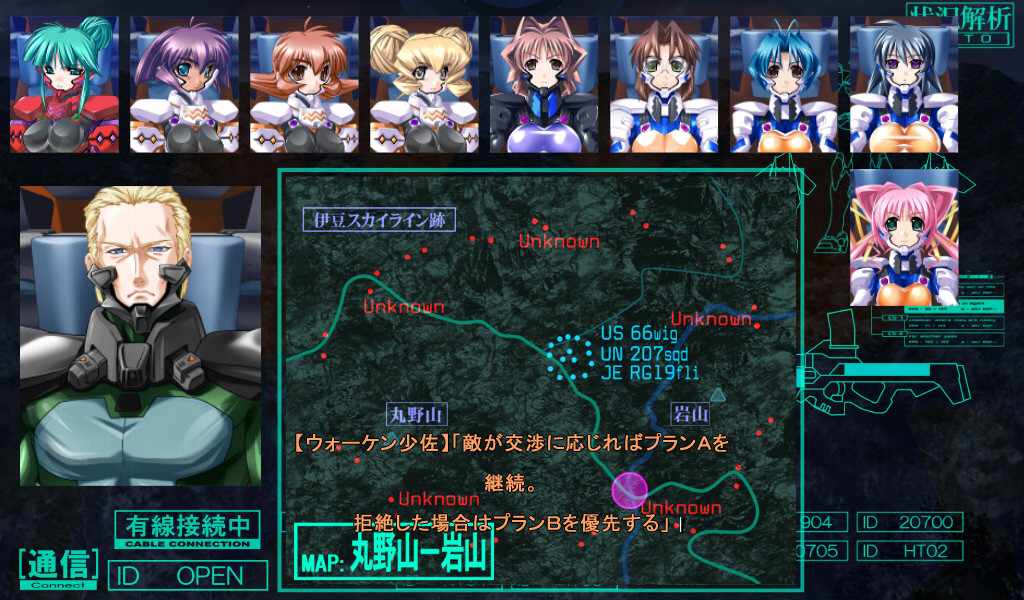 状況解析
伊豆スカイライン跡
Unknown
Unknown
Unknown
US 66wig
UN 207sqd
JE RG19fli
丸野山
岩山
【ウォーケン少佐】「敵が交渉に応じればプランAを
継続。
拒絶した場合はプランBを優先する」
Unknown
Unknown
有線接続中
CABLE CONNECTION
[通信]
Connect
ID OPEN
MAP: 丸野山ー岩山
904
ID 20700
0705
ID HT02